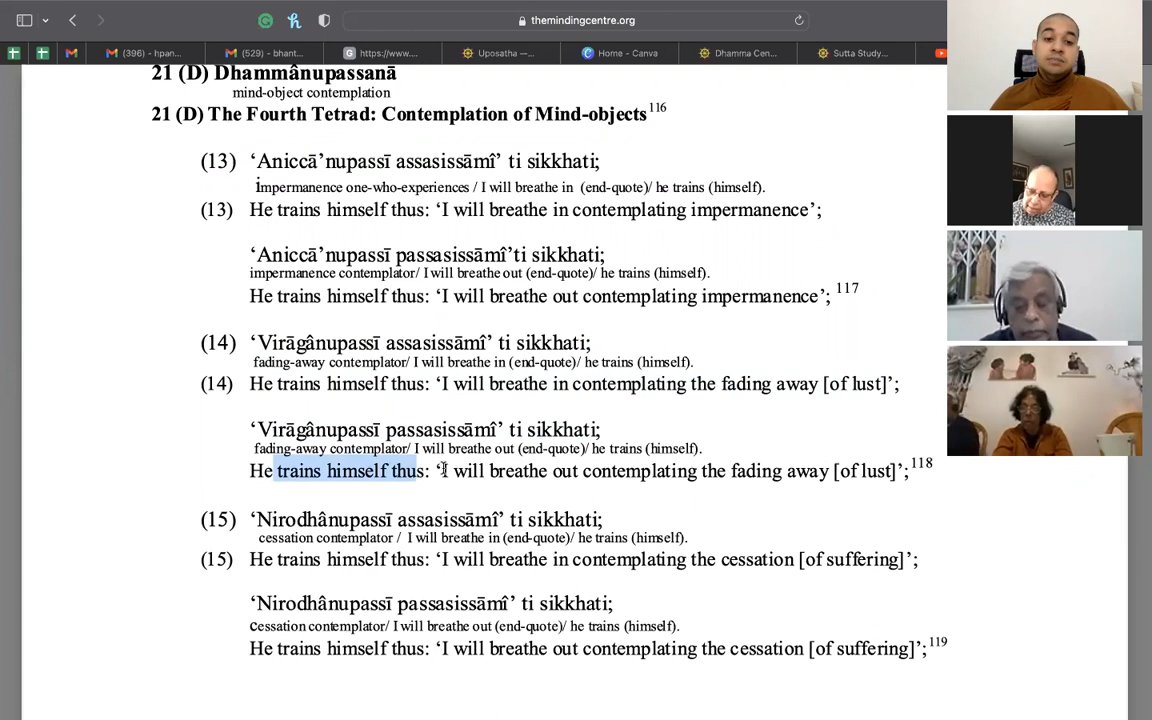 themindingcentre.org
(396) - hpan...
(529) - bhant...
https://www....
Uposatha —...
Home – Canva
Dhamma Cen...
Sutta Study...
21 (D) Dhammânupassanā
mind-object contemplation
21 (D) The Fourth Tetrad: Contemplation of Mind-objects116
(13) ‘Aniccā’nupassī assasissāmî’ ti sikkhati;
impermanence one-who-experiences / I will breathe in (end-quote)/ he trains (himself).
(13) He trains himself thus: ‘I will breathe in contemplating impermanence’;
‘Aniccā’nupassī passasissāmî’ti sikkhati;
impermanence contemplator/ I will breathe out (end-quote)/ he trains (himself).
He trains himself thus: ‘I will breathe out contemplating impermanence’; 117
(14) ‘Virāgânupassī assasissāmî’ ti sikkhati;
fading-away contemplator/ I will breathe in (end-quote)/ he trains (himself).
(14) He trains himself thus: ‘I will breathe in contemplating the fading away [of lust]’;
‘Virāgânupassī passasissāmî’ ti sikkhati;
fading-away contemplator/ I will breathe out (end-quote)/ he trains (himself).
He trains himself thus: ‘I will breathe out contemplating the fading away [of lust]’;118
(15) ‘Nirodhânupassī assasissāmî’ ti sikkhati;
cessation contemplator / I will breathe in (end-quote)/ he trains (himself).
(15) He trains himself thus: ‘I will breathe in contemplating the cessation [of suffering]’;
‘Nirodhânupassī passasissāmî’ ti sikkhati;
cessation contemplator/ I will breathe out (end-quote)/ he trains (himself).
He trains himself thus: ‘I will breathe out contemplating the cessation [of suffering]’;119